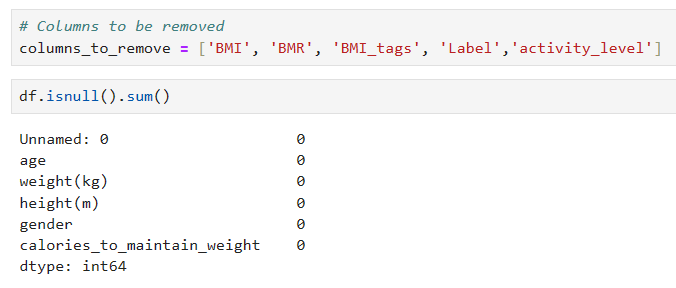 # Columns to be removed
columns_to_remove = ['BMI', 'BMR', 'BMI_tags', 'Label','activity_level']
df.isnull().sum()
Unnamed: 0                     0
age                            0
weight(kg)                     0
height(m)                      0
gender                         0
calories_to_maintain_weight    0
dtype: int64